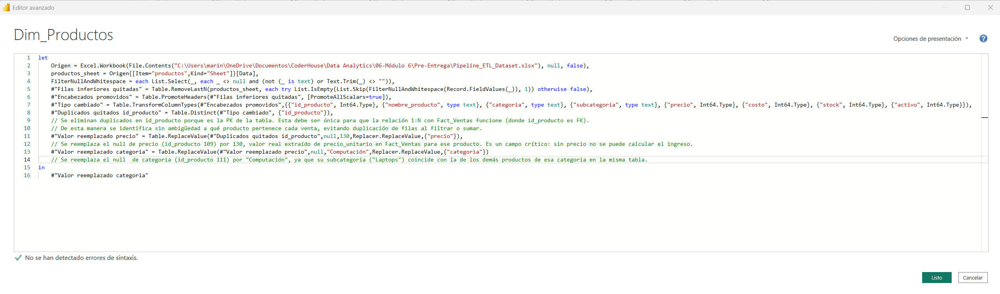 Editor avanzado
Dim_Productos
Opciones de presentación
1 let
2 Origen = Excel.Workbook(File.Contents("C:\Users\marin\OneDrive\Documentos\CoderHouse\Data Analytics\06-Módulo 6\Pre-Entrega\Pipeline_ETL_Dataset.xlsx"), null, false),
3 productos_sheet = Origen{[Item="productos",Kind="Sheet"]}[Data],
4 FilterNullAndWhitespace = each List.Select(_, each _ <> null and (not (_ is text) or Text.Trim(_) <> "")),
5 #"Filas inferiores quitadas" = Table.RemoveLastN(productos_sheet, each try List.IsEmpty(List.Skip(FilterNullAndWhitespace(Record.FieldValues(_)), 1)) otherwise false),
6 #"Encabezados promovidos" = Table.PromoteHeaders(#"Filas inferiores quitadas", [PromoteAllScalars=true]),
7 #"Tipo cambiado" = Table.TransformColumnTypes(#"Encabezados promovidos",{{"id_producto", Int64.Type}, {"nombre_producto", type text}, {"categoria", type text}, {"subcategoria", type text}, {"precio", Int64.Type}, {"costo", Int64.Type}, {"stock", Int64.Type}, {"activo", Int64.Type}}),
8 #"Duplicados quitados id_producto" = Table.Distinct(#"Tipo cambiado", {"id_producto"}),
9 // Se eliminan duplicados en id_producto porque es la PK de la tabla. Esta debe ser única para que la relación 1:N con Fact_Ventas funcione (donde id_producto es FK).
10 // De esta manera se identifica sin ambigüedad a qué producto pertenece cada venta, evitando duplicación de filas al filtrar o sumar.
11 #"Valor reemplazado precio" = Table.ReplaceValue(#"Duplicados quitados id_producto",null,130,Replacer.ReplaceValue,{"precio"}),
12 // Se reemplaza el null de precio (id_producto 109) por 130, valor real extraído de precio_unitario en Fact_Ventas para ese producto. Es un campo crítico: sin precio no se puede calcular el ingreso.
13 #"Valor reemplazado categoria" = Table.ReplaceValue(#"Valor reemplazado precio",null,"Computación",Replacer.ReplaceValue,{"categoria"})
14 // Se reemplaza el null  de categoria (id_producto 111) por "Computación", ya que su subcategoria ("Laptops") coincide con la de los demás productos de esa categoria en la misma tabla.
15 in
16 #"Valor reemplazado categoria"
No se han detectado errores de sintaxis.
Listo
Cancelar